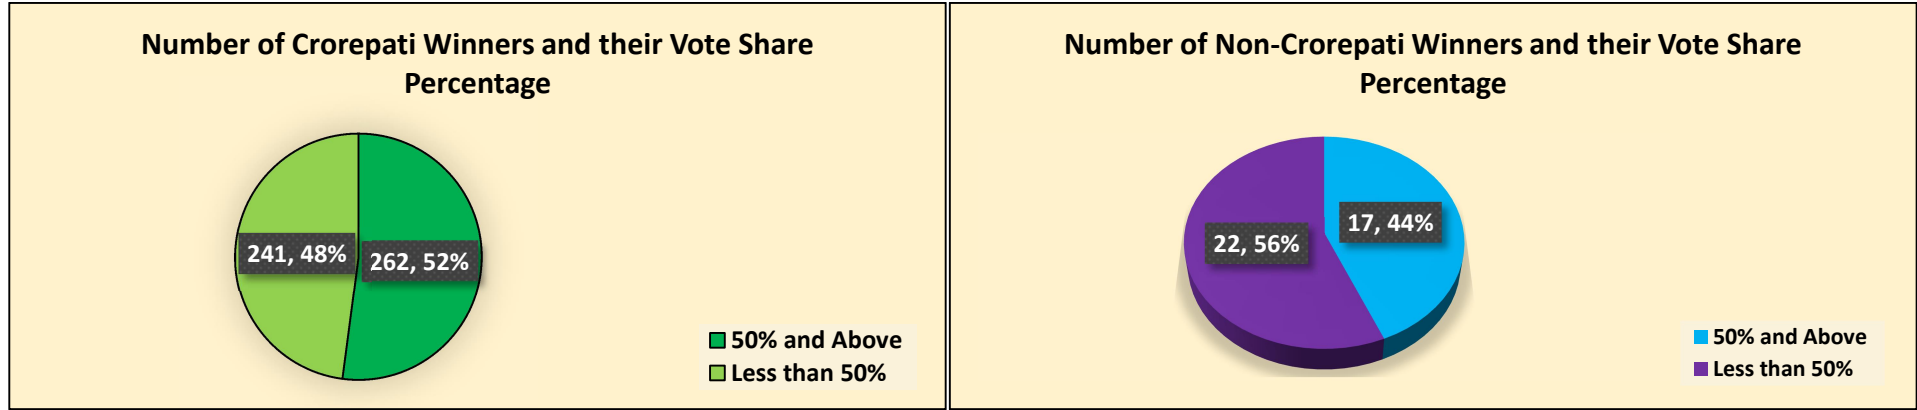 Number of Crorepati Winners and their Vote Share
Percentage
241, 48%
262, 52%
50% and Above
Less than 50%
Number of Non-Crorepati Winners and their Vote Share
Percentage
22, 56%
17, 44%
50% and Above
Less than 50%